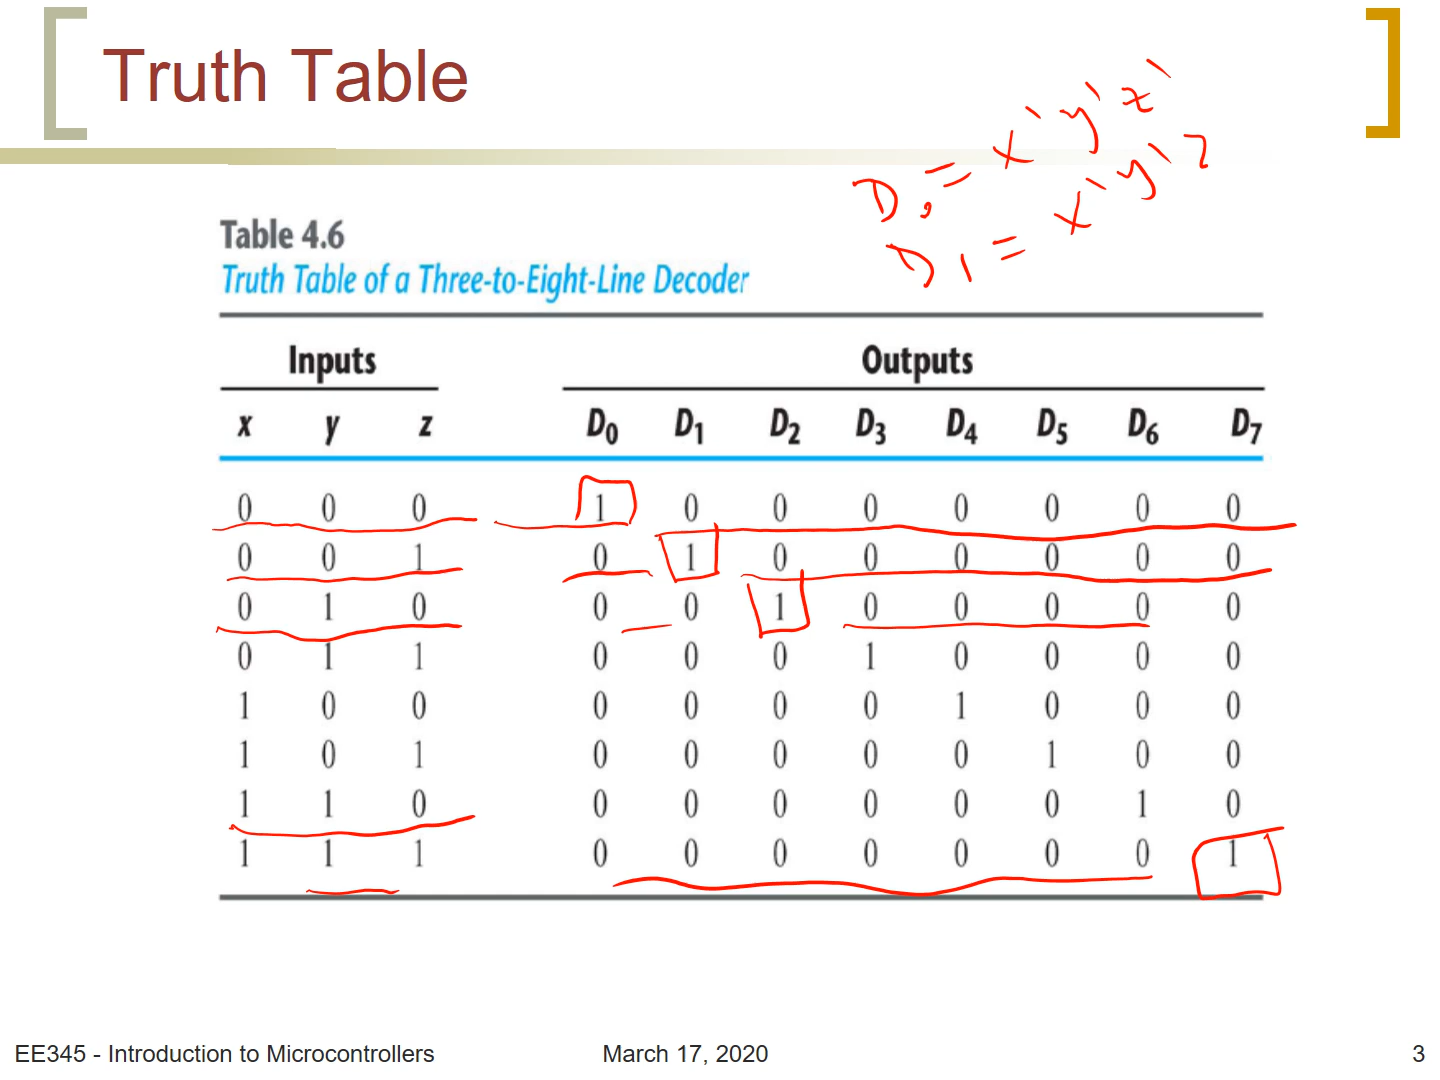 Truth Table
D₀ = x'y'z'
D₁ = x'y'z
Table 4.6
Truth Table of a Three-to-Eight-Line Decoder
Inputs Outputs
x y z D₀ D₁ D₂ D₃ D₄ D₅ D₆ D₇
0 0 0 1 0 0 0 0 0 0 0
0 0 1 0 1 0 0 0 0 0 0
0 1 0 0 0 1 0 0 0 0 0
0 1 1 0 0 0 1 0 0 0 0
1 0 0 0 0 0 0 1 0 0 0
1 0 1 0 0 0 0 0 1 0 0
1 1 0 0 0 0 0 0 0 1 0
1 1 1 0 0 0 0 0 0 0 1
EE345 - Introduction to Microcontrollers March 17, 2020 3